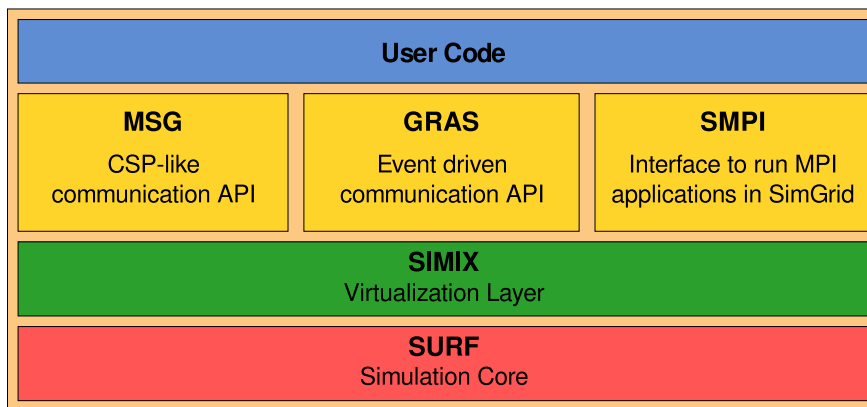 User Code
MSG
CSP-like
communication API
GRAS
Event driven
communication API
SMPI
Interface to run MPI
applications in SimGrid
SIMIX
Virtualization Layer
SURF
Simulation Core